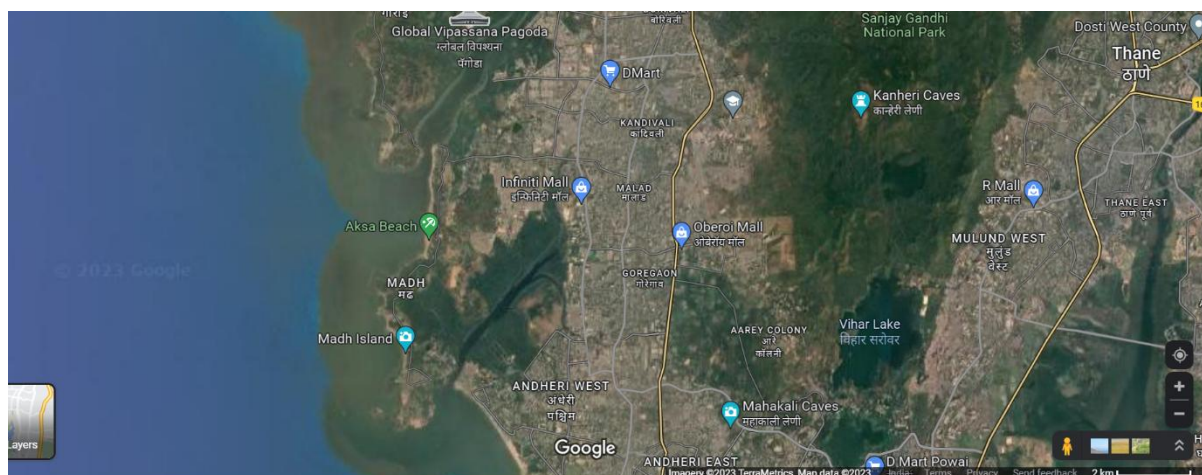 गोराई
बोरिवली
Global Vipassana Pagoda
ग्लोबल विपश्यना
पॅगोडा
Sanjay Gandhi
National Park
Dosti West County
Thane
ठाणे
DMart
Kanheri Caves
कान्हेरी लेणी
KANDIVALI
कांदिवली
Infiniti Mall
इन्फिनिटी मॉल
MALAD
मालाड
R Mall
आर मॉल
THANE EAST
ठाणे पूर्व
Aksa Beach
Oberoi Mall
ओबेरॉय मॉल
MULUND WEST
मुलुंड
वेस्ट
© 2023 Google
GOREGAON
गोरेगाव
MADH
मढ
AAREY COLONY
आरे
कॉलनी
Vihar Lake
विहार सरोवर
Madh Island
ANDHERI WEST
अंधेरी
पश्चिम
Mahakali Caves
महाकाली लेणी
Layers
Google
ANDHERI EAST
D Mart Powai
Imagery ©2023 TerraMetrics, Map data ©2023
India
Terms
Privacy
Send feedback
2 km